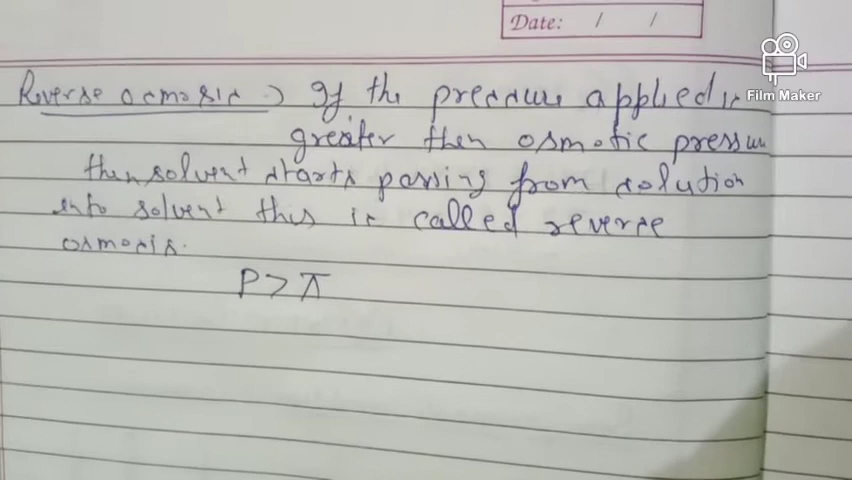 Date: / /
Film Maker
Reverse osmosis → If the pressure applied is
greater then osmotic pressure
then solvent starts passing from solution
into solvent this is called reverse
osmosis.
P > π